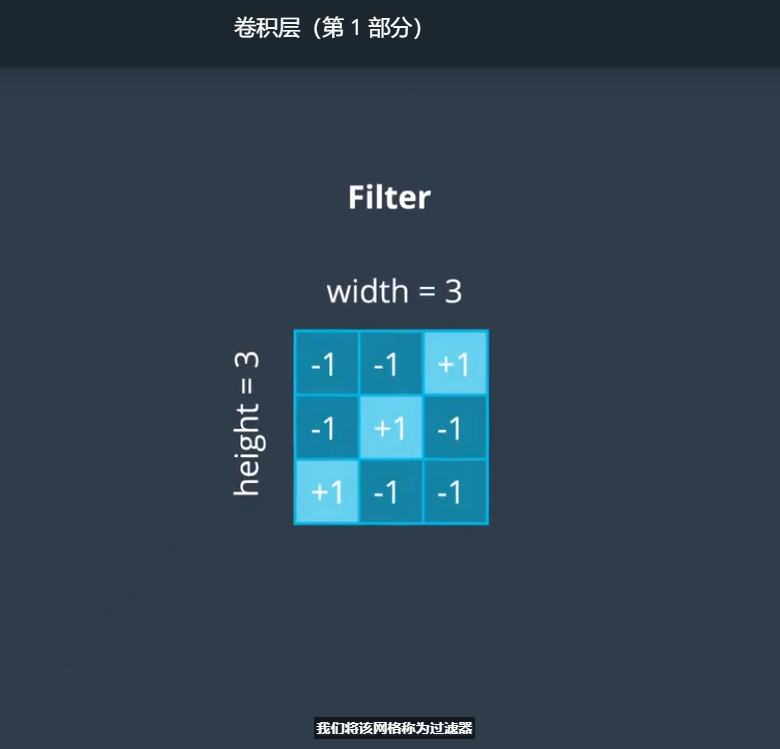 卷积层（第 1 部分）
Filter
width = 3
height = 3
-1 -1 +1
-1 +1 -1
+1 -1 -1
我们将该网格称为过滤器